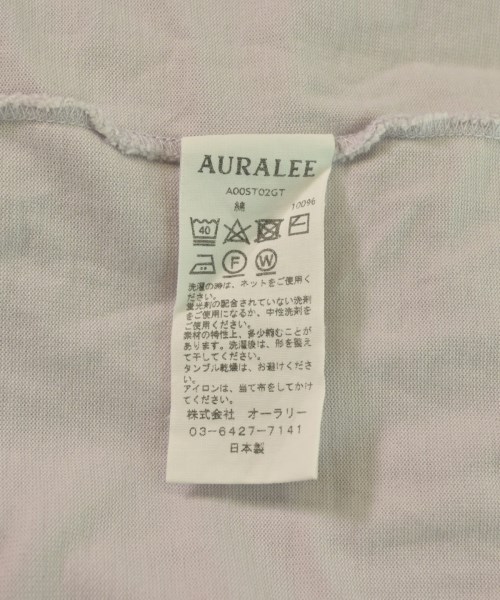 AURALEE
A00ST02GT
綿 100%
40
F W
洗濯の時は、ネットをご使用く
ださい。
蛍光剤の配合されていない洗剤
をご使用になるか、中性洗剤を
ご使用ください。
素材の特性上、多少縮むことが
あります。洗濯後は、形を整え
て干してください。
タンブル乾燥は、お避けくださ
い。
アイロンは、当て布をしてかけ
てください。
株式会社 オーラリー
03-6427-7141
日本製